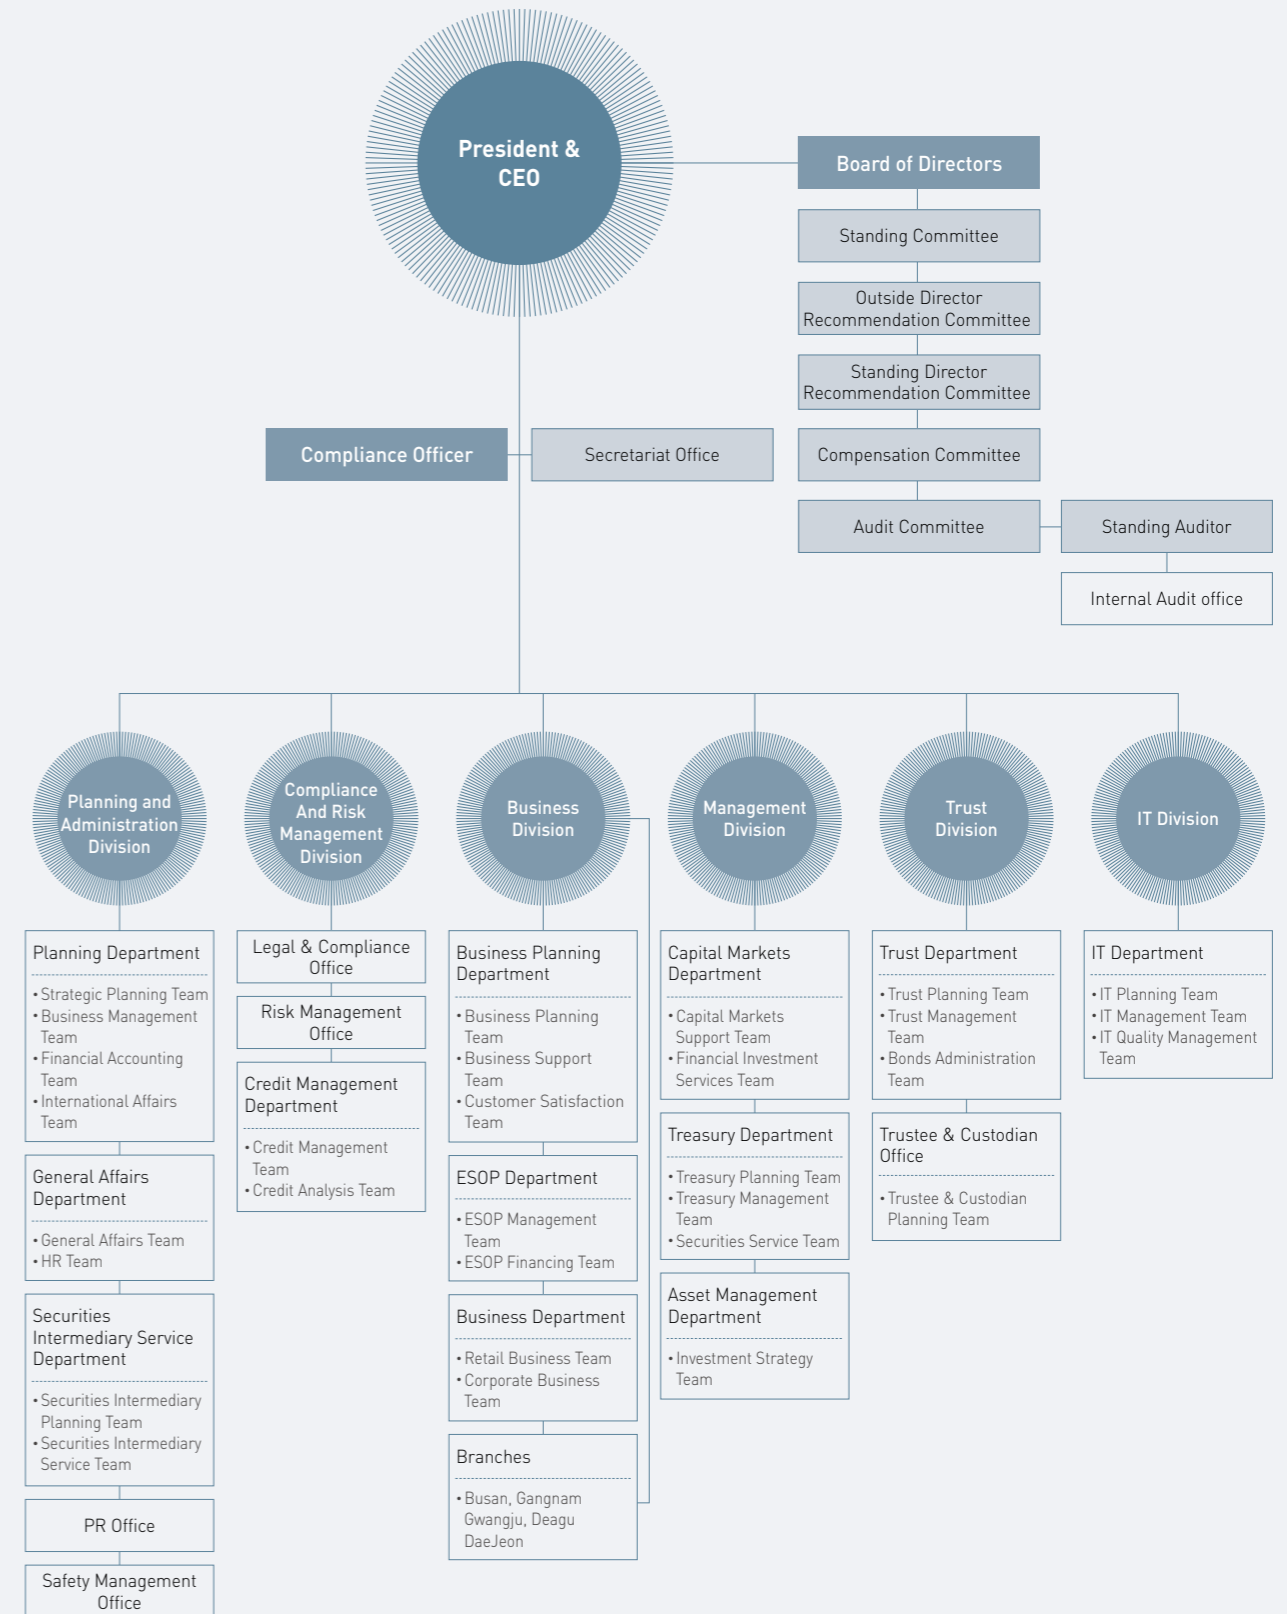 President &
CEO
Board of Directors
Standing Committee
Outside Director
Recommendation Committee
Standing Director
Recommendation Committee
Compliance Officer
Secretariat Office
Compensation Committee
Audit Committee
Standing Auditor
Internal Audit office
Planning and
Administration
Division
Compliance
And Risk
Management
Division
Business
Division
Management
Division
Trust
Division
IT Division
Planning Department
• Strategic Planning Team
• Business Management
Team
• Financial Accounting
Team
• International Affairs
Team
General Affairs
Department
• General Affairs Team
• HR Team
Securities
Intermediary Service
Department
• Securities Intermediary
Planning Team
• Securities Intermediary
Service Team
PR Office
Safety Management
Office
Legal & Compliance
Office
Risk Management
Office
Credit Management
Department
• Credit Management
Team
• Credit Analysis Team
Business Planning
Department
• Business Planning
Team
• Business Support
Team
• Customer Satisfaction
Team
ESOP Department
• ESOP Management
Team
• ESOP Financing Team
Business Department
• Retail Business Team
• Corporate Business
Team
Branches
• Busan, Gangnam
Gwangju, Deagu
DaeJeon
Capital Markets
Department
• Capital Markets
Support Team
• Financial Investment
Services Team
Treasury Department
• Treasury Planning Team
• Treasury Management
Team
• Securities Service Team
Asset Management
Department
• Investment Strategy
Team
Trust Department
• Trust Planning Team
• Trust Management
Team
• Bonds Administration
Team
Trustee & Custodian
Office
• Trustee & Custodian
Planning Team
IT Department
• IT Planning Team
• IT Management Team
• IT Quality Management
Team